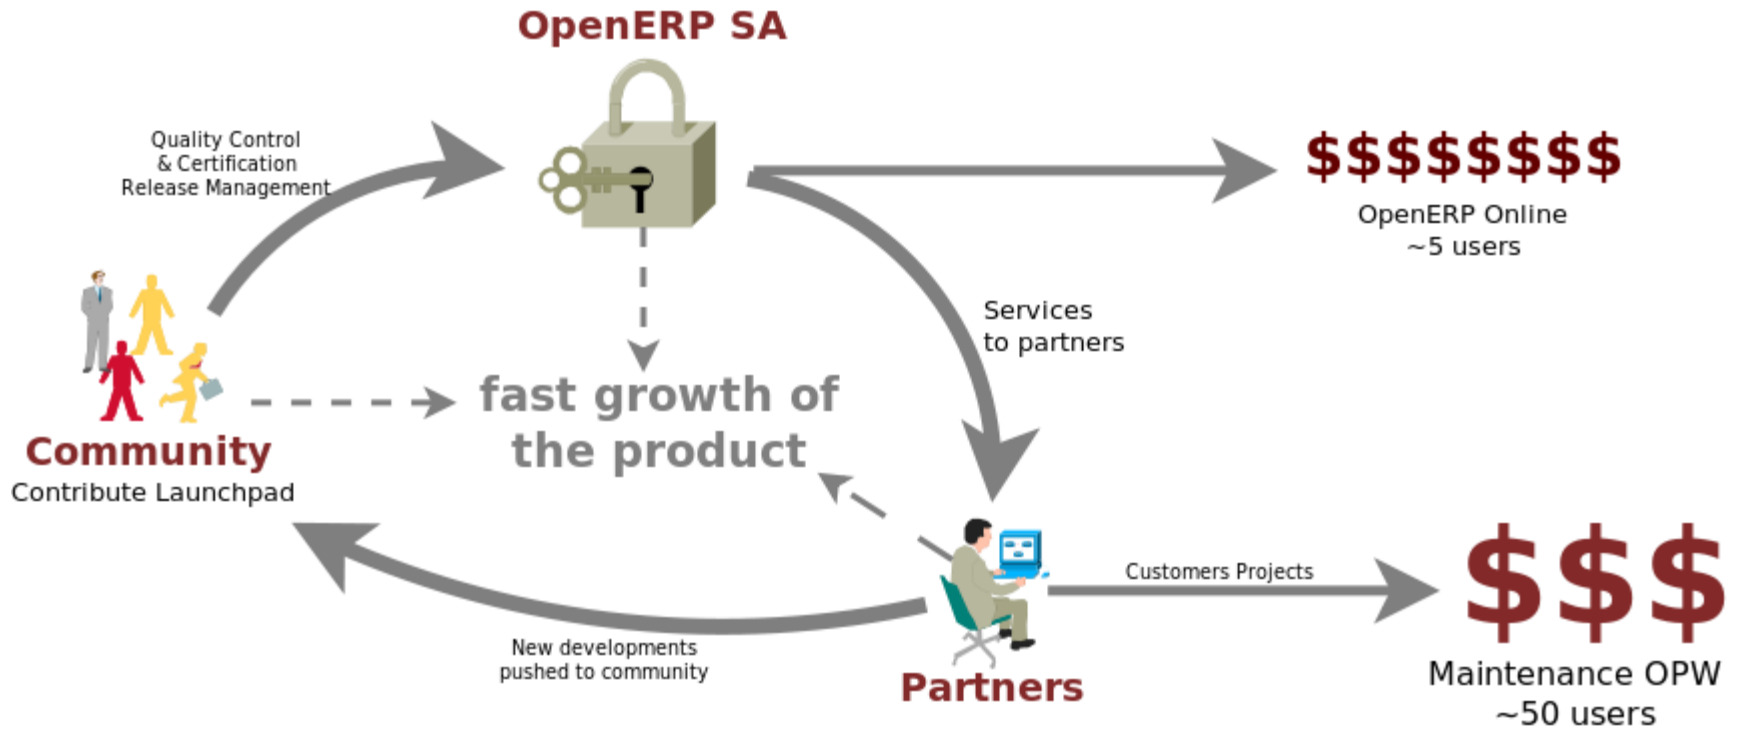 OpenERP SA
Quality Control
& Certification
Release Management
$$$$$$$$
OpenERP Online
~5 users
Services
to partners
fast growth of
the product
Community
Contribute Launchpad
Customers Projects
$$$
Maintenance OPW
~50 users
New developments
pushed to community
Partners